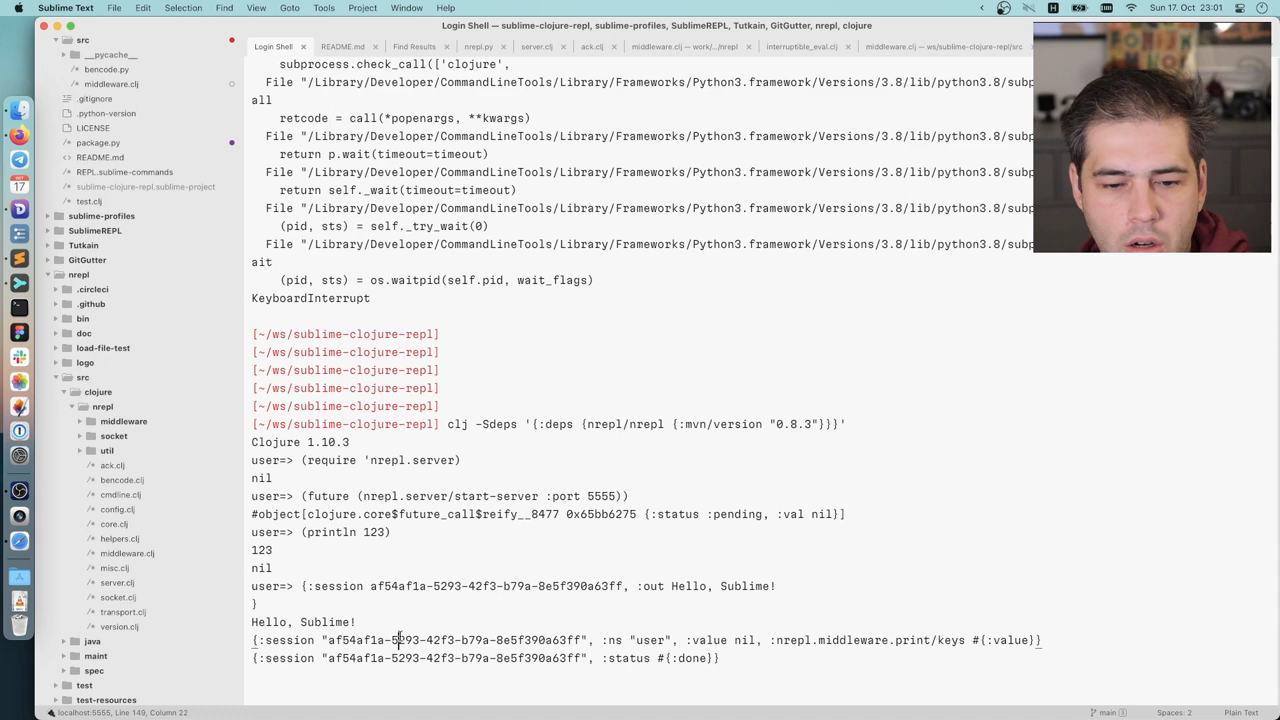 Sublime Text File Edit Selection Find View Goto Tools Project Window Help Sun 17. Oct 23:01
Login Shell — sublime-clojure-repl, sublime-profiles, SublimeREPL, Tutkain, GitGutter, nrepl, clojure
Login Shell README.md Find Results nrepl.py server.clj ack.clj middleware.clj — work/…/nrepl interruptible_eval.clj middleware.clj — ws/sublime-clojure-repl/src
src
__pycache__
bencode.py
middleware.clj
.gitignore
.python-version
LICENSE
package.py
README.md
REPL.sublime-commands
sublime-clojure-repl.sublime-project
test.clj
sublime-profiles
SublimeREPL
Tutkain
GitGutter
nrepl
.circleci
.github
bin
doc
load-file-test
logo
src
clojure
nrepl
middleware
socket
util
ack.clj
bencode.clj
cmdline.clj
config.clj
core.clj
helpers.clj
middleware.clj
misc.clj
server.clj
socket.clj
transport.clj
version.clj
java
maint
spec
test
test-resources
subprocess.check_call(['clojure',
File "/Library/Developer/CommandLineTools/Library/Frameworks/Python3.framework/Versions/3.8/lib/python3.8/subp
all
retcode = call(*popenargs, **kwargs)
File "/Library/Developer/CommandLineTools/Library/Frameworks/Python3.framework/Versions/3.8/lib/python3.8/subp
return p.wait(timeout=timeout)
File "/Library/Developer/CommandLineTools/Library/Frameworks/Python3.framework/Versions/3.8/lib/python3.8/subp
return self._wait(timeout=timeout)
File "/Library/Developer/CommandLineTools/Library/Frameworks/Python3.framework/Versions/3.8/lib/python3.8/subp
(pid, sts) = self._try_wait(0)
File "/Library/Developer/CommandLineTools/Library/Frameworks/Python3.framework/Versions/3.8/lib/python3.8/subp
ait
(pid, sts) = os.waitpid(self.pid, wait_flags)
KeyboardInterrupt
[~/ws/sublime-clojure-repl]
[~/ws/sublime-clojure-repl]
[~/ws/sublime-clojure-repl]
[~/ws/sublime-clojure-repl]
[~/ws/sublime-clojure-repl]
[~/ws/sublime-clojure-repl] clj -Sdeps '{:deps {nrepl/nrepl {:mvn/version "0.8.3"}}}'
Clojure 1.10.3
user=> (require 'nrepl.server)
nil
user=> (future (nrepl.server/start-server :port 5555))
#object[clojure.core$future_call$reify__8477 0x65bb6275 {:status :pending, :val nil}]
user=> (println 123)
123
nil
user=> {:session af54af1a-5293-42f3-b79a-8e5f390a63ff, :out Hello, Sublime!
}
Hello, Sublime!
{:session "af54af1a-5293-42f3-b79a-8e5f390a63ff", :ns "user", :value nil, :nrepl.middleware.print/keys #{:value}}
{:session "af54af1a-5293-42f3-b79a-8e5f390a63ff", :status #{:done}}
localhost:5555, Line 149, Column 22 main 3 Spaces: 2 Plain Text